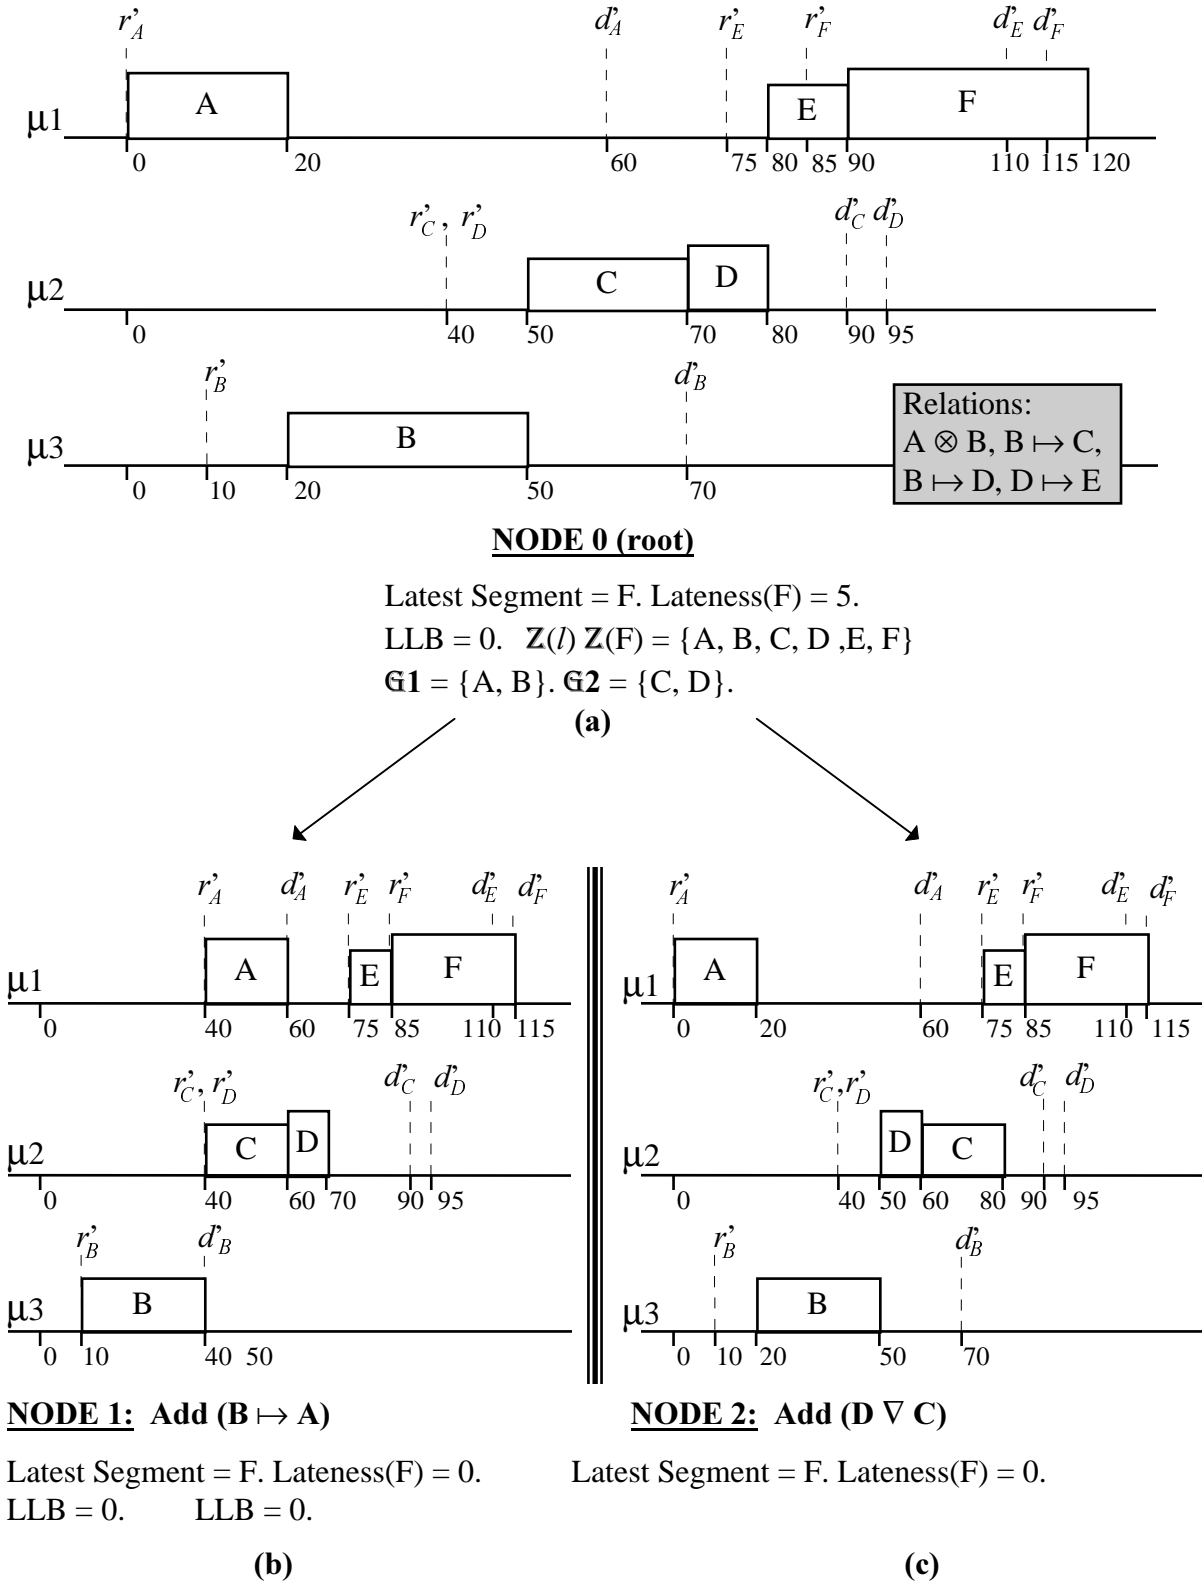 r'A d'A r'E r'F d'E d'F
A E F
μ1
0 20 60 75 80 85 90 110 115 120
r'C , r'D d'C d'D
C D
μ2
0 40 50 70 80 90 95
r'B d'B
B
μ3
0 10 20 50 70
Relations:
A ⊗ B, B ↦ C,
B ↦ D, D ↦ E
NODE 0 (root)
Latest Segment = F. Lateness(F) = 5.
LLB = 0. ℤ(l) ℤ(F) = {A, B, C, D ,E, F}
𝔾1 = {A, B}. 𝔾2 = {C, D}.
(a)
r'A d'A r'E r'F d'E d'F
A E F
μ1
0 40 60 75 85 110 115
r'C , r'D d'C d'D
C D
μ2
0 40 60 70 90 95
r'B d'B
B
μ3
0 10 40 50
NODE 1: Add (B ↦ A)
Latest Segment = F. Lateness(F) = 0.
LLB = 0. LLB = 0.
(b)
r'A d'A r'E r'F d'E d'F
A E F
μ1
0 20 60 75 85 110 115
r'C ,r'D d'C d'D
D C
μ2
0 40 50 60 80 90 95
r'B d'B
B
μ3
0 10 20 50 70
NODE 2: Add (D ∇ C)
Latest Segment = F. Lateness(F) = 0.
(c)